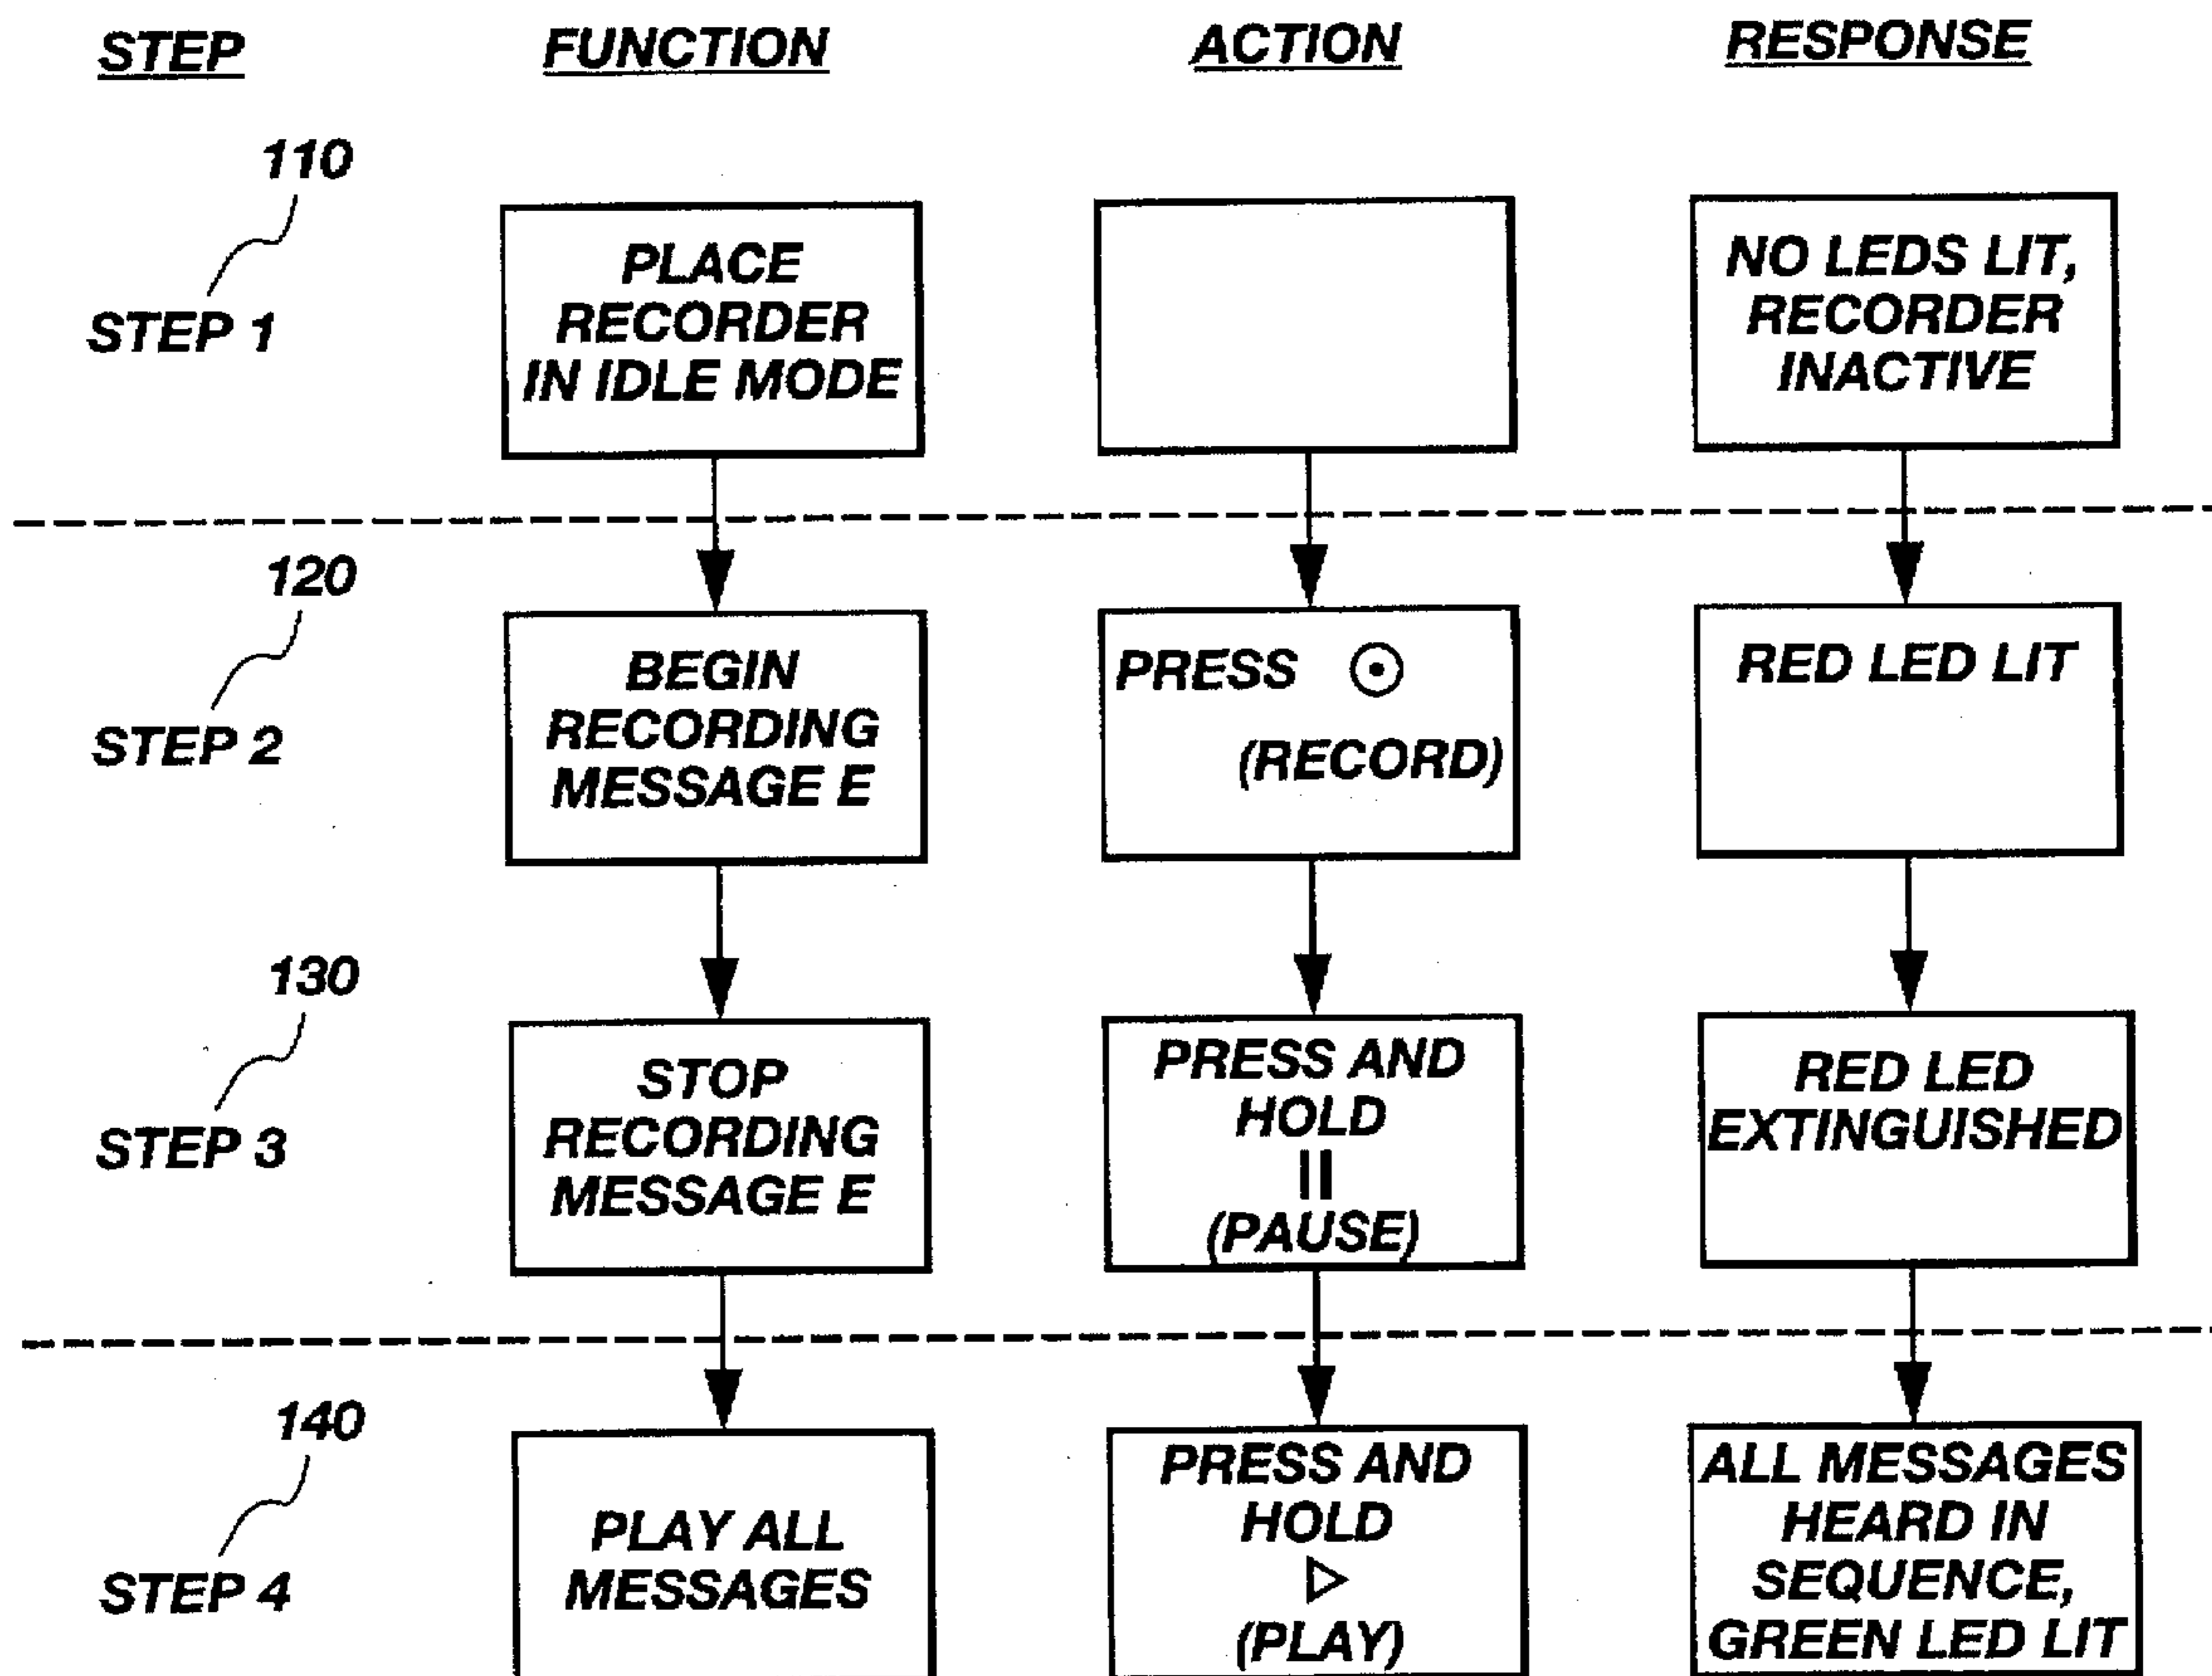 STEP FUNCTION ACTION RESPONSE
110
STEP 1
PLACE
RECORDER
IN IDLE MODE
NO LEDS LIT,
RECORDER
INACTIVE
120
STEP 2
BEGIN
RECORDING
MESSAGE E
PRESS
(RECORD)
RED LED LIT
130
STEP 3
STOP
RECORDING
MESSAGE E
PRESS AND
HOLD
(PAUSE)
RED LED
EXTINGUISHED
140
STEP 4
PLAY ALL
MESSAGES
PRESS AND
HOLD
(PLAY)
ALL MESSAGES
HEARD IN
SEQUENCE,
GREEN LED LIT